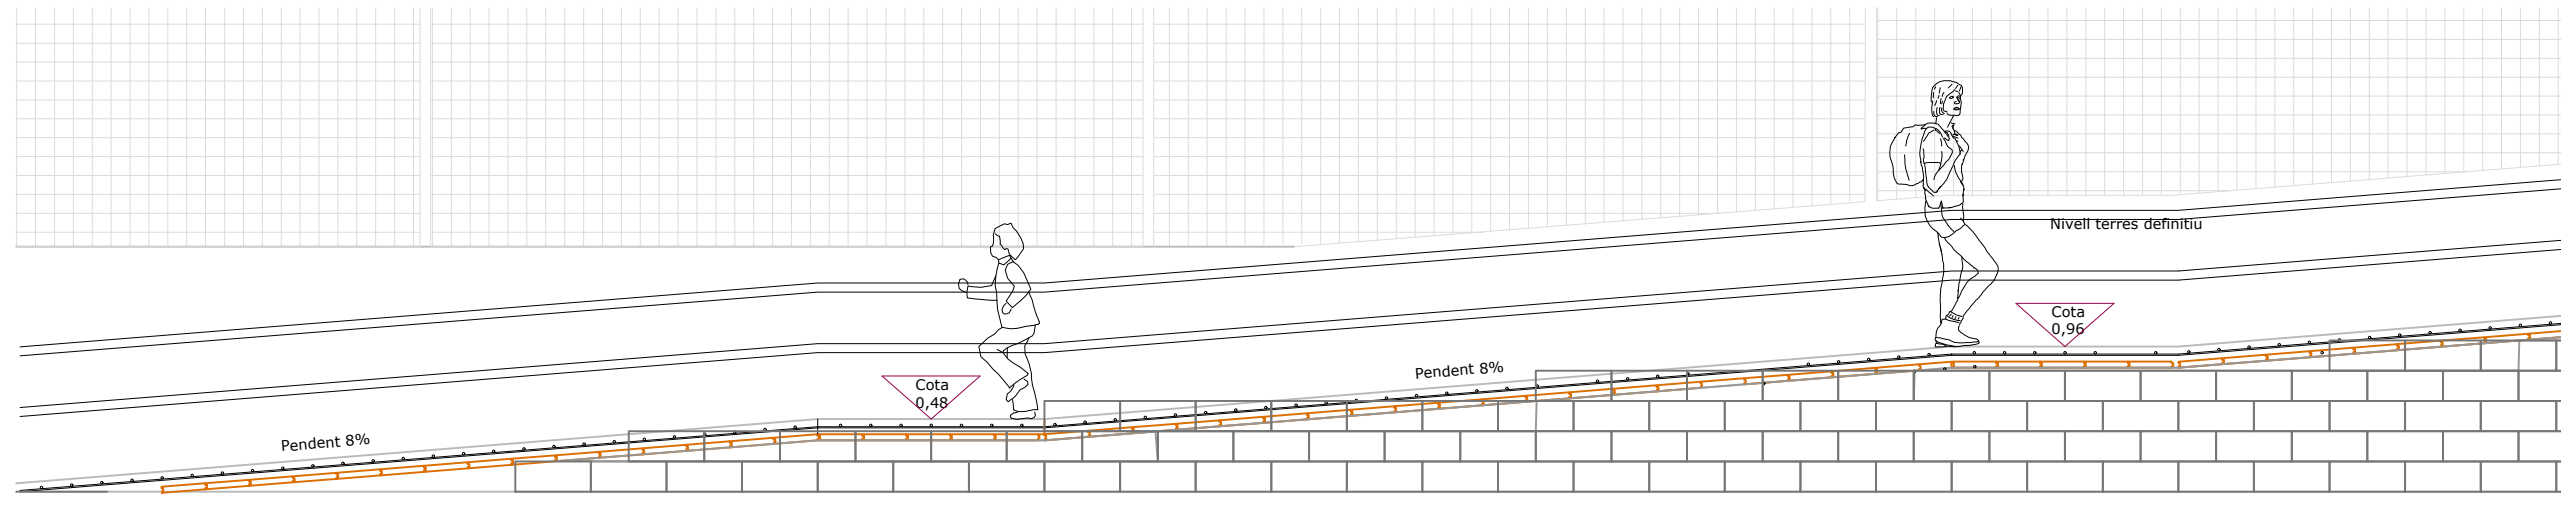 Nivell terres definitiu
Cota
0,96
Pendent 8%
Cota
0,48
Pendent 8%